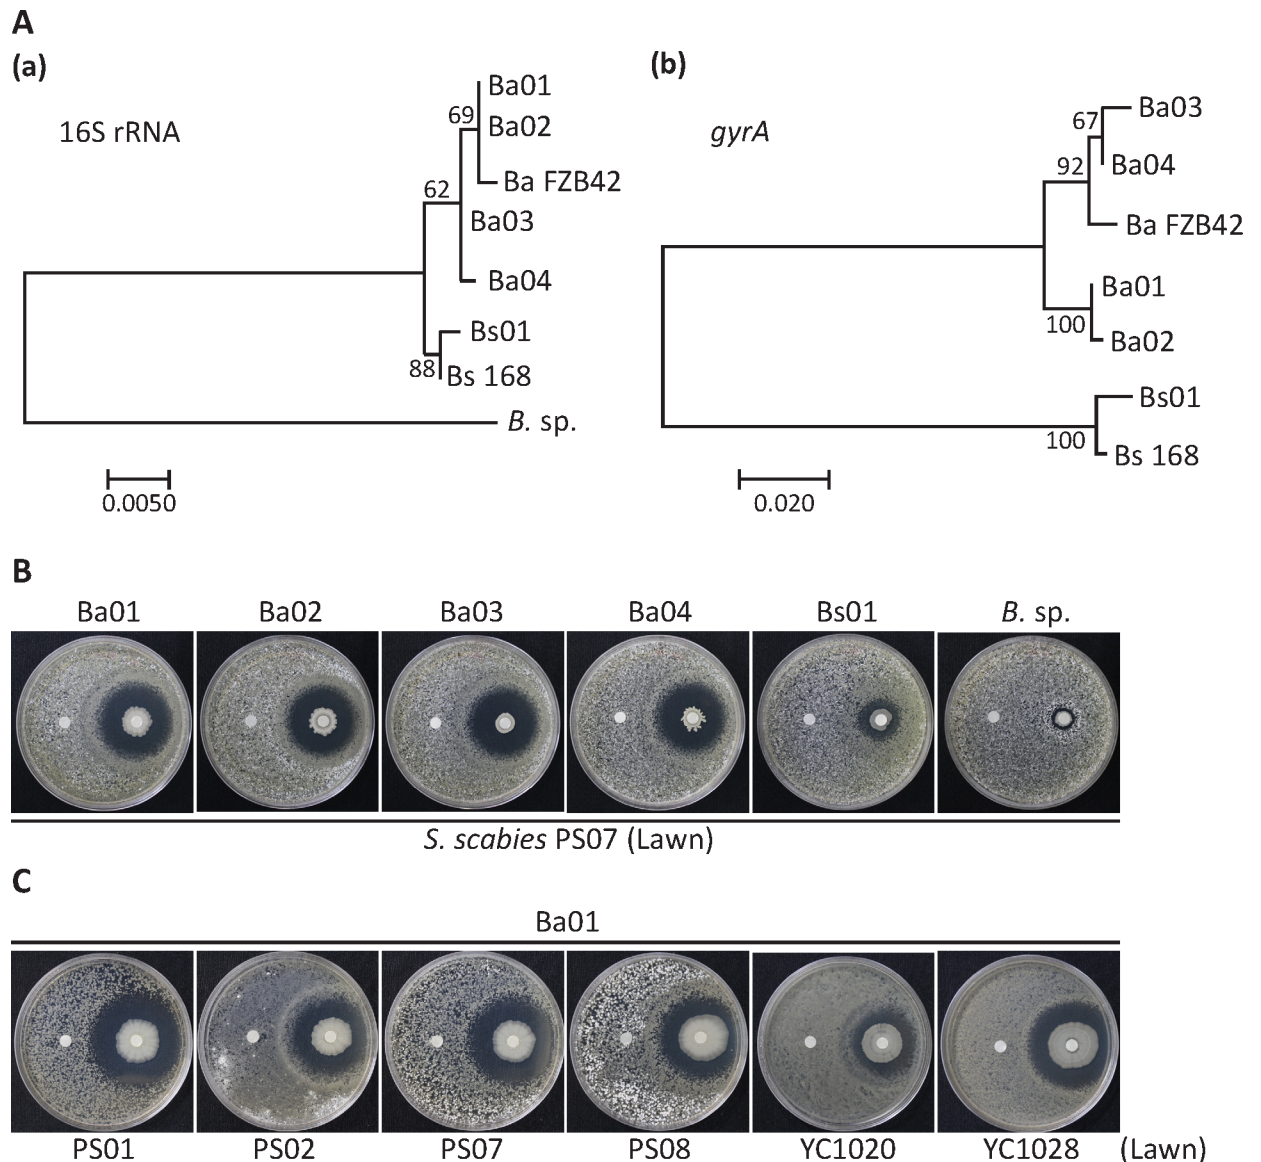 A
(a)
(b)
16S rRNA
69
62
88
Ba01
Ba02
Ba FZB42
Ba03
Ba04
Bs01
Bs 168
B. sp.
0.0050
gyrA
67
92
100
100
Ba03
Ba04
Ba FZB42
Ba01
Ba02
Bs01
Bs 168
0.020
B
Ba01 Ba02 Ba03 Ba04 Bs01 B. sp.
S. scabies PS07 (Lawn)
C
Ba01
PS01 PS02 PS07 PS08 YC1020 YC1028 (Lawn)